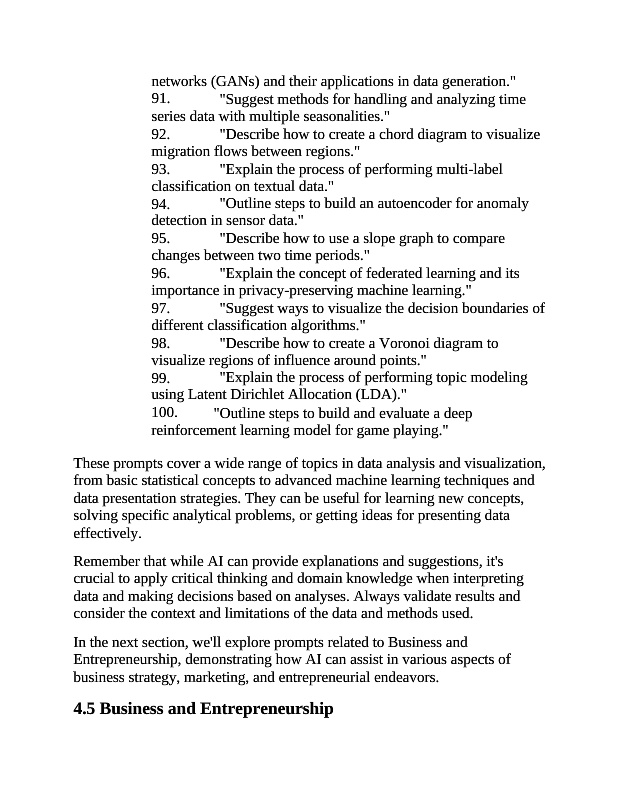 networks (GANs) and their applications in data generation."
91. "Suggest methods for handling and analyzing time
series data with multiple seasonalities."
92. "Describe how to create a chord diagram to visualize
migration flows between regions."
93. "Explain the process of performing multi-label
classification on textual data."
94. "Outline steps to build an autoencoder for anomaly
detection in sensor data."
95. "Describe how to use a slope graph to compare
changes between two time periods."
96. "Explain the concept of federated learning and its
importance in privacy-preserving machine learning."
97. "Suggest ways to visualize the decision boundaries of
different classification algorithms."
98. "Describe how to create a Voronoi diagram to
visualize regions of influence around points."
99. "Explain the process of performing topic modeling
using Latent Dirichlet Allocation (LDA)."
100. "Outline steps to build and evaluate a deep
reinforcement learning model for game playing."
These prompts cover a wide range of topics in data analysis and visualization,
from basic statistical concepts to advanced machine learning techniques and
data presentation strategies. They can be useful for learning new concepts,
solving specific analytical problems, or getting ideas for presenting data
effectively.
Remember that while AI can provide explanations and suggestions, it's
crucial to apply critical thinking and domain knowledge when interpreting
data and making decisions based on analyses. Always validate results and
consider the context and limitations of the data and methods used.
In the next section, we'll explore prompts related to Business and
Entrepreneurship, demonstrating how AI can assist in various aspects of
business strategy, marketing, and entrepreneurial endeavors.
4.5 Business and Entrepreneurship